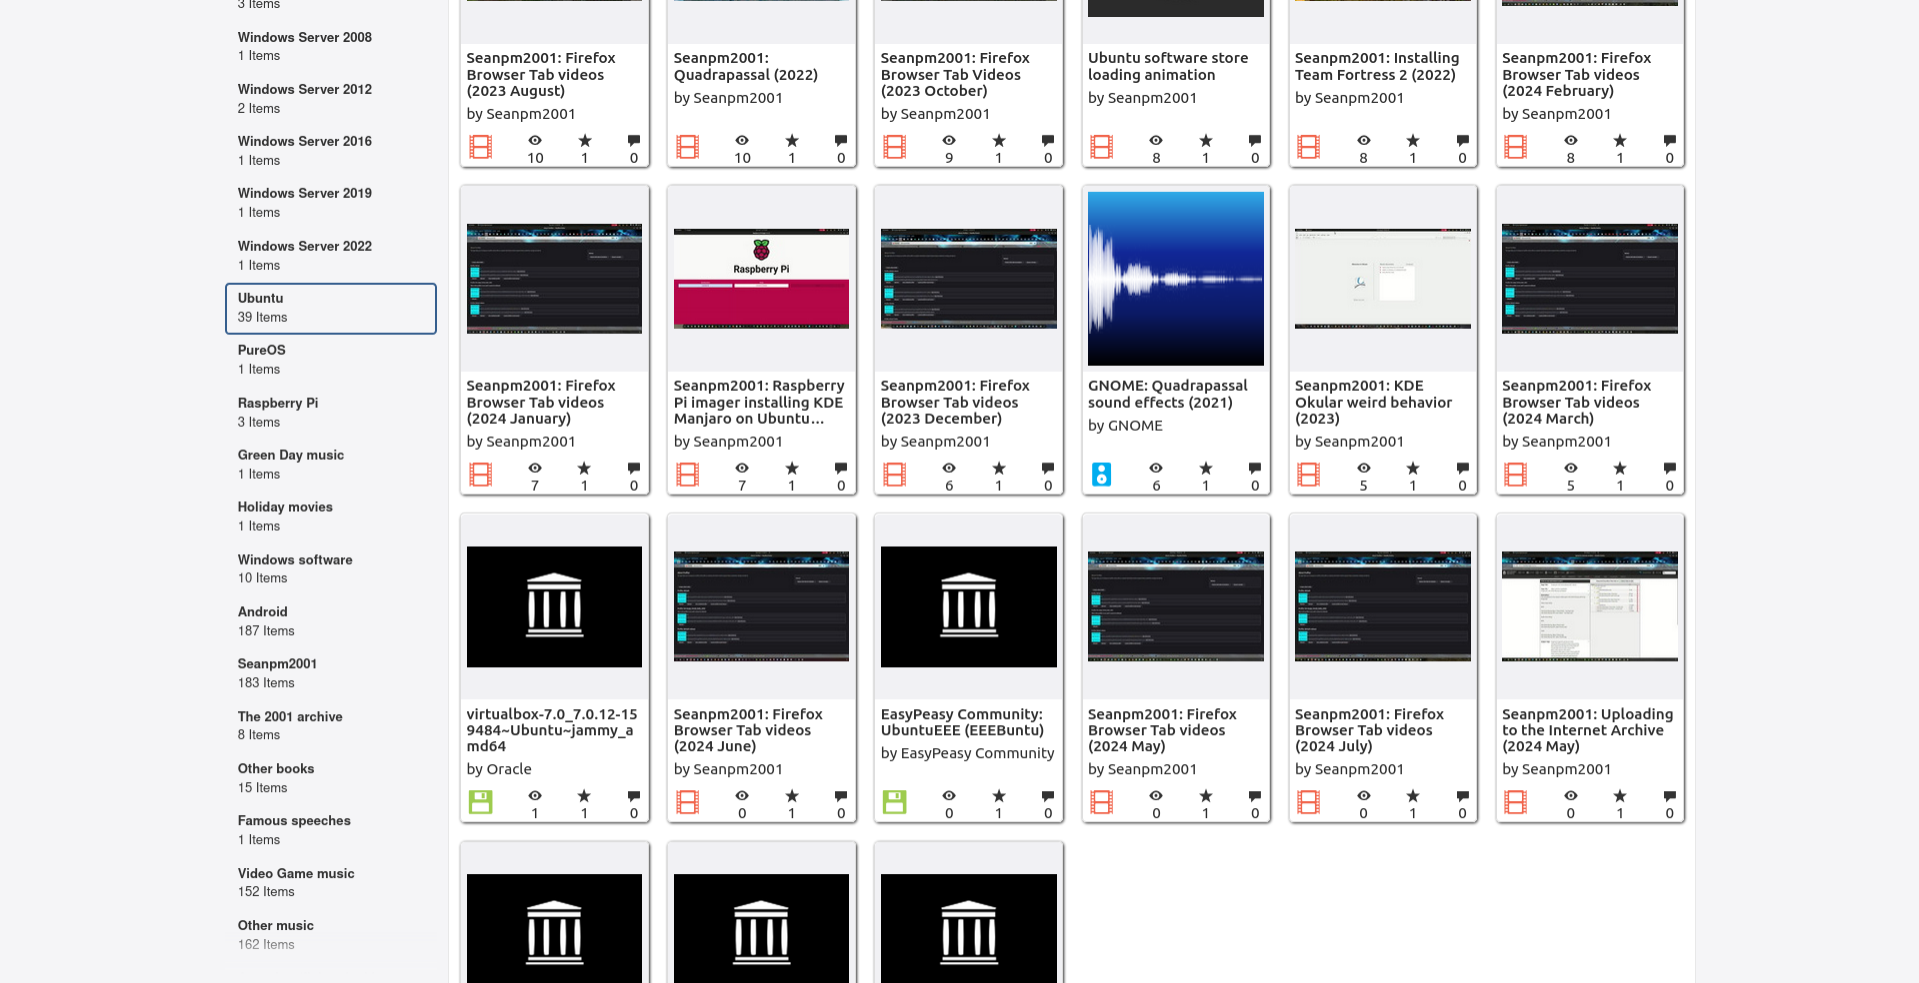 3 Items
Windows Server 2008
1 Items
Windows Server 2012
2 Items
Windows Server 2016
1 Items
Windows Server 2019
1 Items
Windows Server 2022
1 Items
Ubuntu
39 Items
PureOS
1 Items
Raspberry Pi
3 Items
Green Day music
1 Items
Holiday movies
1 Items
Windows software
10 Items
Android
187 Items
Seanpm2001
183 Items
The 2001 archive
8 Items
Other books
15 Items
Famous speeches
1 Items
Video Game music
152 Items
Other music
162 Items
Seanpm2001: Firefox
Browser Tab videos
(2023 August)
by Seanpm2001
10 1 0
Seanpm2001:
Quadrapassal (2022)
by Seanpm2001
10 1 0
Seanpm2001: Firefox
Browser Tab Videos
(2023 October)
by Seanpm2001
9 1 0
Ubuntu software store
loading animation
by Seanpm2001
8 1 0
Seanpm2001: Installing
Team Fortress 2 (2022)
by Seanpm2001
8 1 0
Seanpm2001: Firefox
Browser Tab videos
(2024 February)
by Seanpm2001
8 1 0
Seanpm2001: Firefox
Browser Tab videos
(2024 January)
by Seanpm2001
7 1 0
Raspberry Pi
Seanpm2001: Raspberry
Pi imager installing KDE
Manjaro on Ubuntu...
by Seanpm2001
7 1 0
Seanpm2001: Firefox
Browser Tab videos
(2023 December)
by Seanpm2001
6 1 0
GNOME: Quadrapassal
sound effects (2021)
by GNOME
6 1 0
Seanpm2001: KDE
Okular weird behavior
(2023)
by Seanpm2001
5 1 0
Seanpm2001: Firefox
Browser Tab videos
(2024 March)
by Seanpm2001
5 1 0
virtualbox-7.0_7.0.12-15
9484~Ubuntu~jammy_a
md64
by Oracle
1 1 0
Seanpm2001: Firefox
Browser Tab videos
(2024 June)
by Seanpm2001
0 1 0
EasyPeasy Community:
UbuntuEEE (EEEBuntu)
by EasyPeasy Community
0 1 0
Seanpm2001: Firefox
Browser Tab videos
(2024 May)
by Seanpm2001
0 1 0
Seanpm2001: Firefox
Browser Tab videos
(2024 July)
by Seanpm2001
0 1 0
Seanpm2001: Uploading
to the Internet Archive
(2024 May)
by Seanpm2001
0 1 0